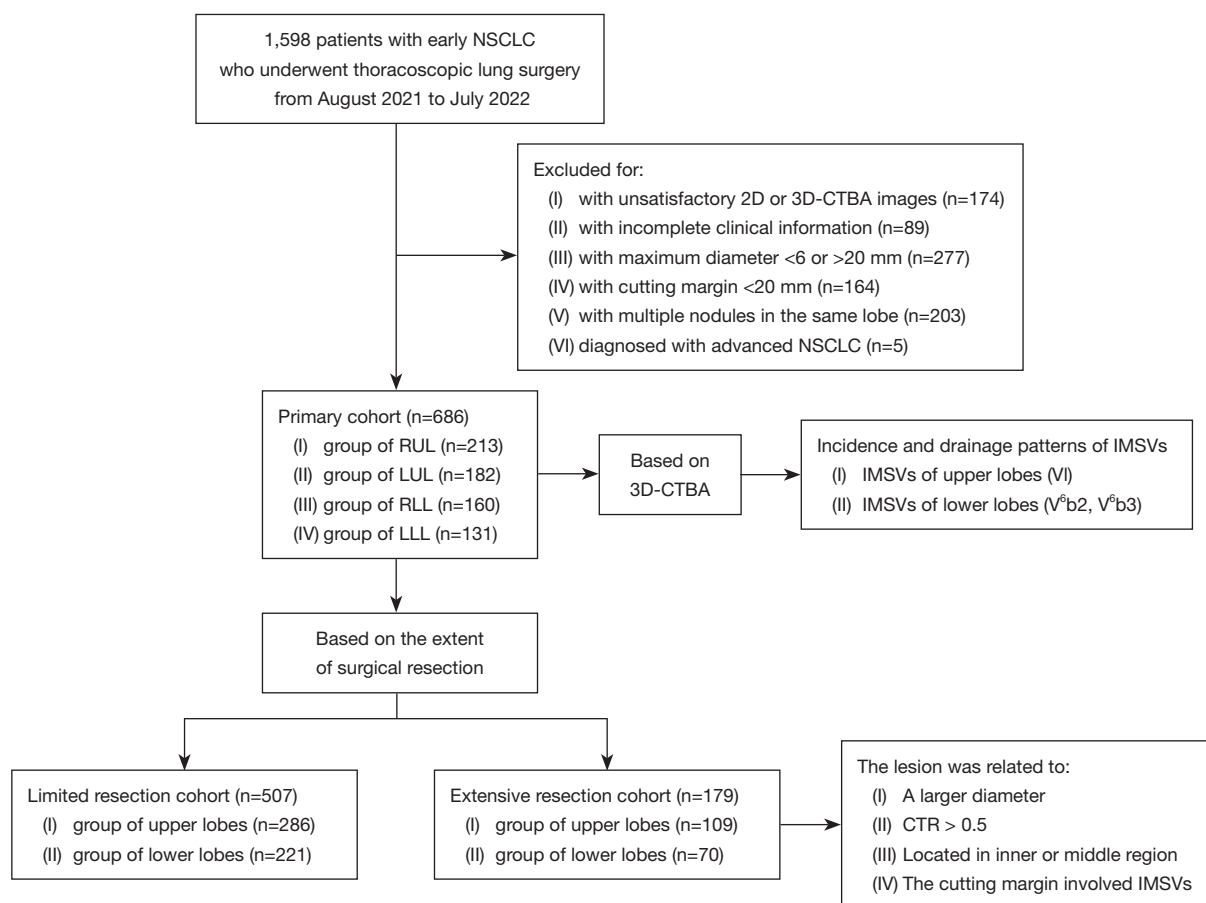 1,598 patients with early NSCLC
who underwent thoracoscopic lung surgery
from August 2021 to July 2022
Excluded for:
(I) with unsatisfactory 2D or 3D-CTBA images (n=174)
(II) with incomplete clinical information (n=89)
(III) with maximum diameter <6 or >20 mm (n=277)
(IV) with cutting margin <20 mm (n=164)
(V) with multiple nodules in the same lobe (n=203)
(VI) diagnosed with advanced NSCLC (n=5)
Primary cohort (n=686)
(I) group of RUL (n=213)
(II) group of LUL (n=182)
(III) group of RLL (n=160)
(IV) group of LLL (n=131)
Based on
3D-CTBA
Incidence and drainage patterns of IMSVs
(I) IMSVs of upper lobes (Vl)
(II) IMSVs of lower lobes (V⁶b2, V⁶b3)
Based on the extent
of surgical resection
Limited resection cohort (n=507)
(I) group of upper lobes (n=286)
(II) group of lower lobes (n=221)
Extensive resection cohort (n=179)
(I) group of upper lobes (n=109)
(II) group of lower lobes (n=70)
The lesion was related to:
(I) A larger diameter
(II) CTR > 0.5
(III) Located in inner or middle region
(IV) The cutting margin involved IMSVs